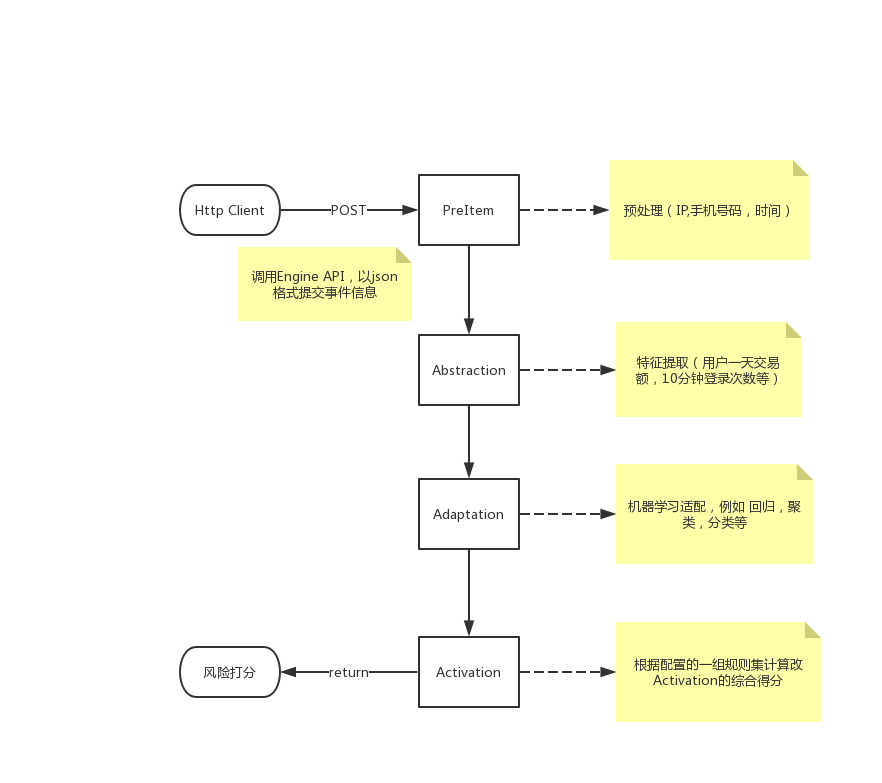 Http Client
POST
PreItem
预处理（IP,手机号码，时间）
调用Engine API，以json
格式提交事件信息
Abstraction
特征提取（用户一天交易
额，10分钟登录次数等）
Adaptation
机器学习适配，例如 回归，聚
类，分类等
风险打分
return
Activation
根据配置的一组规则集计算改
Activation的综合得分